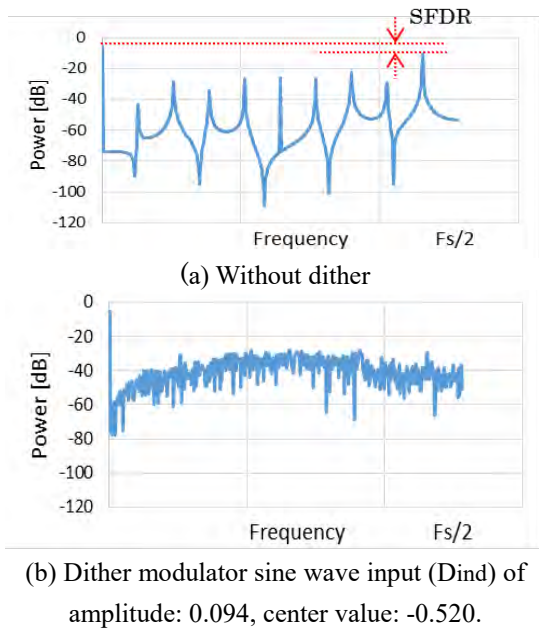 SFDR
0
-20
-40
-60
-80
-100
-120
Power [dB]
Frequency
Fs/2
(a) Without dither
0
-20
-40
-60
-80
-100
-120
Power [dB]
Frequency
Fs/2
(b) Dither modulator sine wave input (Dind) of
amplitude: 0.094, center value: -0.520.